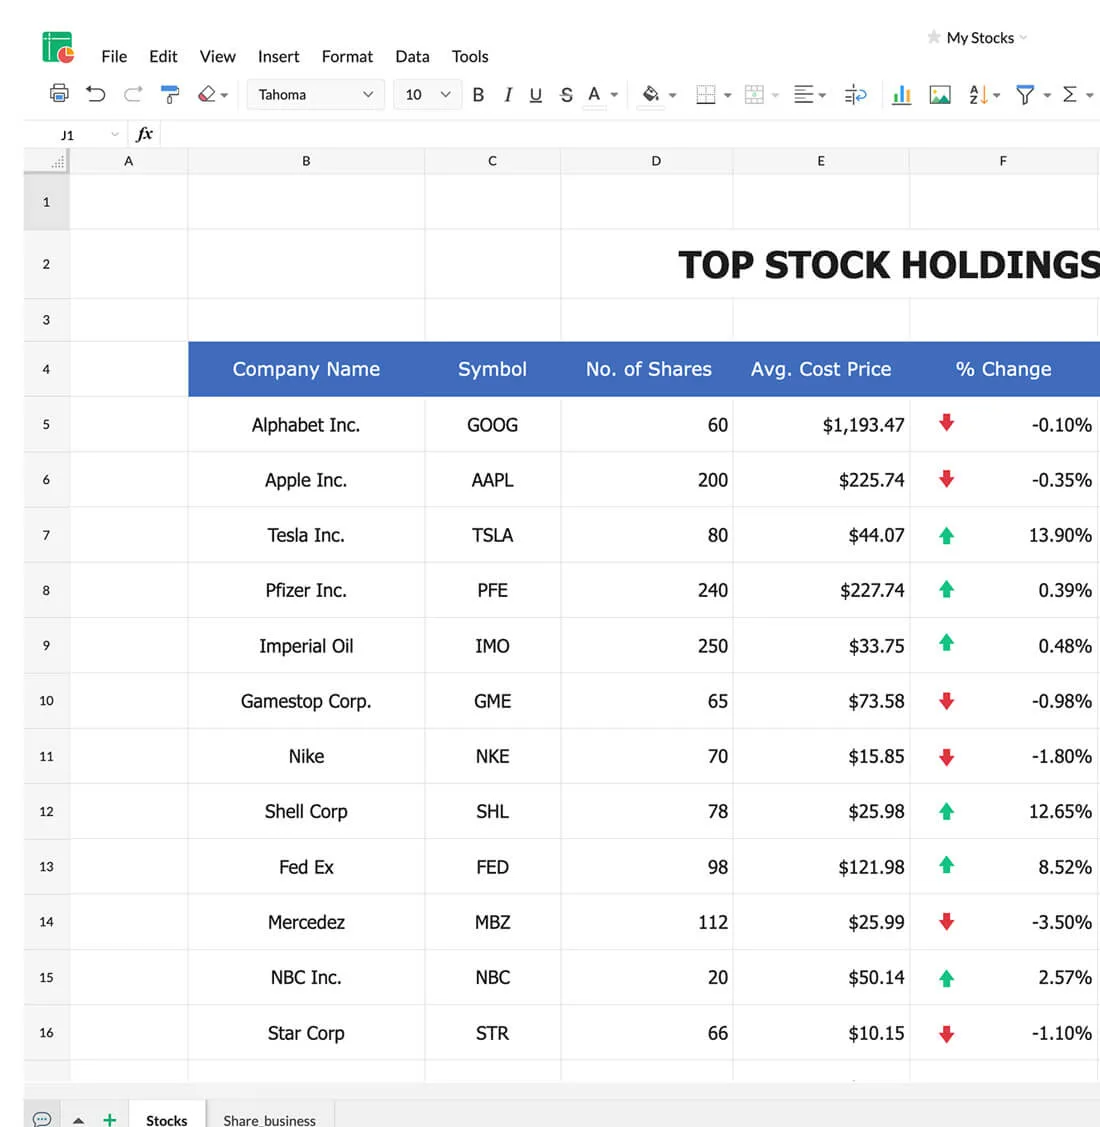 My Stocks
File Edit View Insert Format Data Tools
Tahoma 10 B I U S A
J1 fx
A B C D E F
1
2 TOP STOCK HOLDINGS
3
4 Company Name Symbol No. of Shares Avg. Cost Price % Change
5 Alphabet Inc. GOOG 60 $1,193.47 -0.10%
6 Apple Inc. AAPL 200 $225.74 -0.35%
7 Tesla Inc. TSLA 80 $44.07 13.90%
8 Pfizer Inc. PFE 240 $227.74 0.39%
9 Imperial Oil IMO 250 $33.75 0.48%
10 Gamestop Corp. GME 65 $73.58 -0.98%
11 Nike NKE 70 $15.85 -1.80%
12 Shell Corp SHL 78 $25.98 12.65%
13 Fed Ex FED 98 $121.98 8.52%
14 Mercedez MBZ 112 $25.99 -3.50%
15 NBC Inc. NBC 20 $50.14 2.57%
16 Star Corp STR 66 $10.15 -1.10%
Stocks Share_business